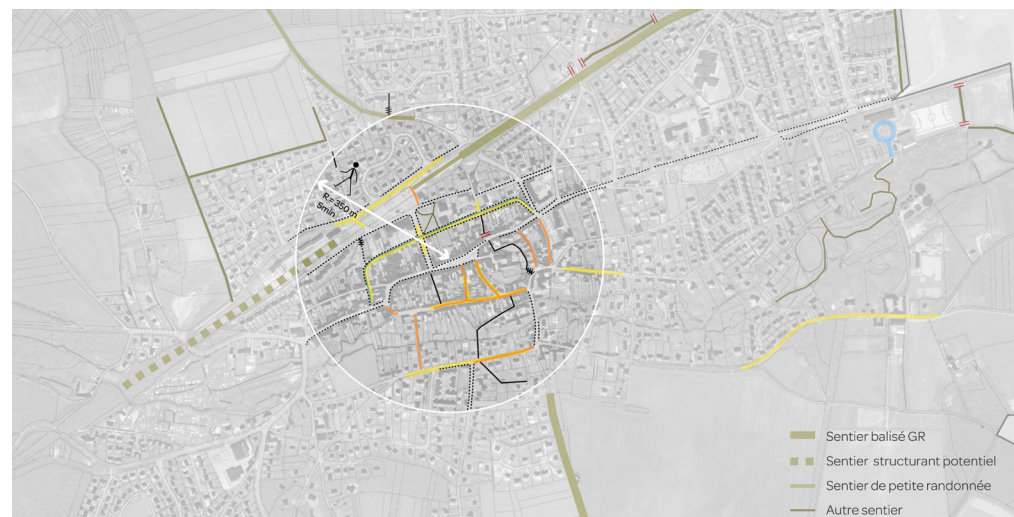 R = 350 m
5min
Sentier balisé GR
Sentier structurant potentiel
Sentier de petite randonnée
Autre sentier